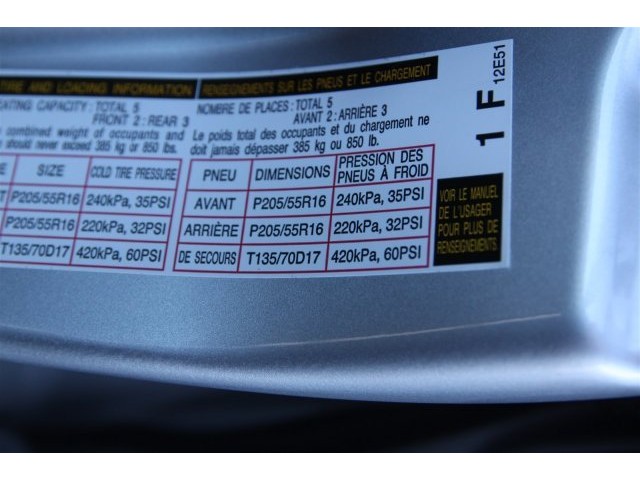 RE AND LOADING INFORMATION
ATING CAPACITY : TOTAL 5
FRONT 2 : REAR 3
combined weight of occupants and
should never exceed 385 kg or 850 lbs.
E SIZE COLD TIRE PRESSURE
T P205/55R16 240kPa, 35PSI
P205/55R16 220kPa, 32PSI
T135/70D17 420kPa, 60PSI
RENSEIGNEMENTS SUR LES PNEUS ET LE CHARGEMENT
NOMBRE DE PLACES : TOTAL 5
AVANT 2 : ARRIÈRE 3
Le poids total des occupants et du chargement ne
doit jamais dépasser 385 kg ou 850 lb.
PNEU DIMENSIONS PRESSION DES PNEUS À FROID
AVANT P205/55R16 240kPa, 35PSI
ARRIÈRE P205/55R16 220kPa, 32PSI
DE SECOURS T135/70D17 420kPa, 60PSI
VOIR LE MANUEL
DE L'USAGER
POUR PLUS DE
RENSEIGNEMENTS
1 F
12E51